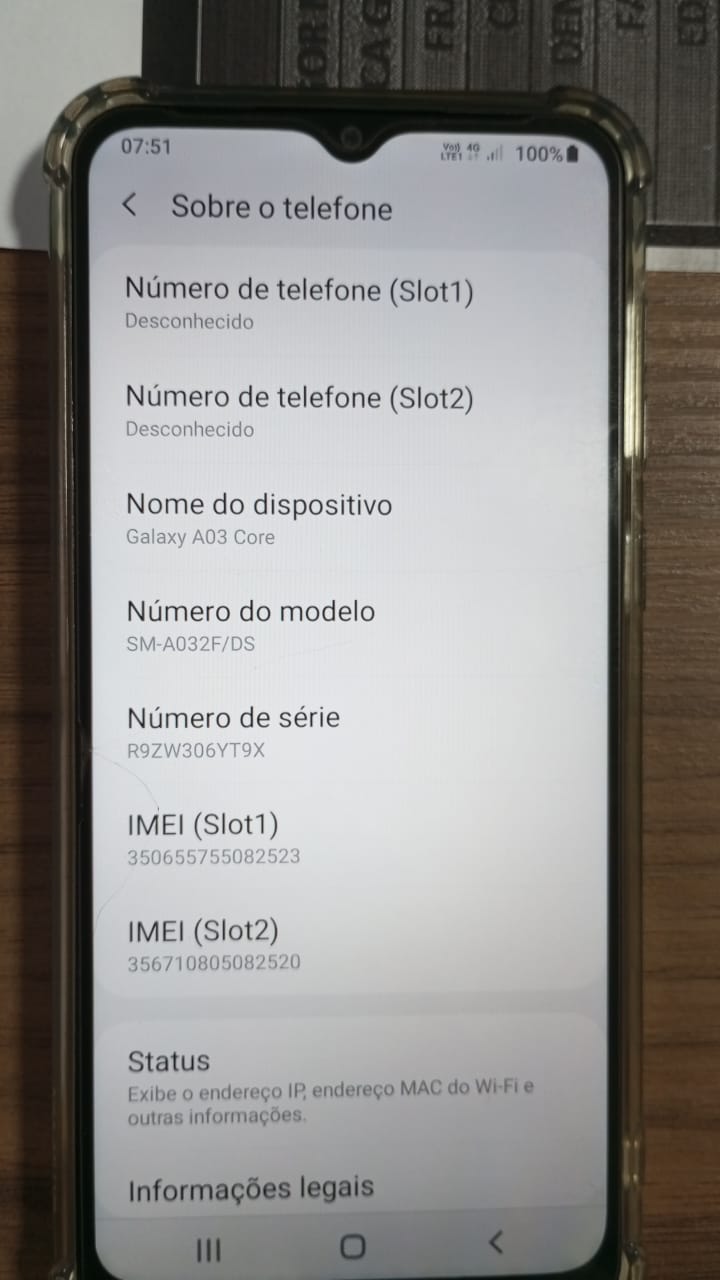 07:51
Vo))
LTE1
4G
100%
Sobre o telefone
Número de telefone (Slot1)
Desconhecido
Número de telefone (Slot2)
Desconhecido
Nome do dispositivo
Galaxy A03 Core
Número do modelo
SM-A032F/DS
Número de série
R9ZW306YT9X
IMEI (Slot1)
350655755082523
IMEI (Slot2)
356710805082520
Status
Exibe o endereço IP, endereço MAC do Wi-Fi e
outras informações.
Informações legais